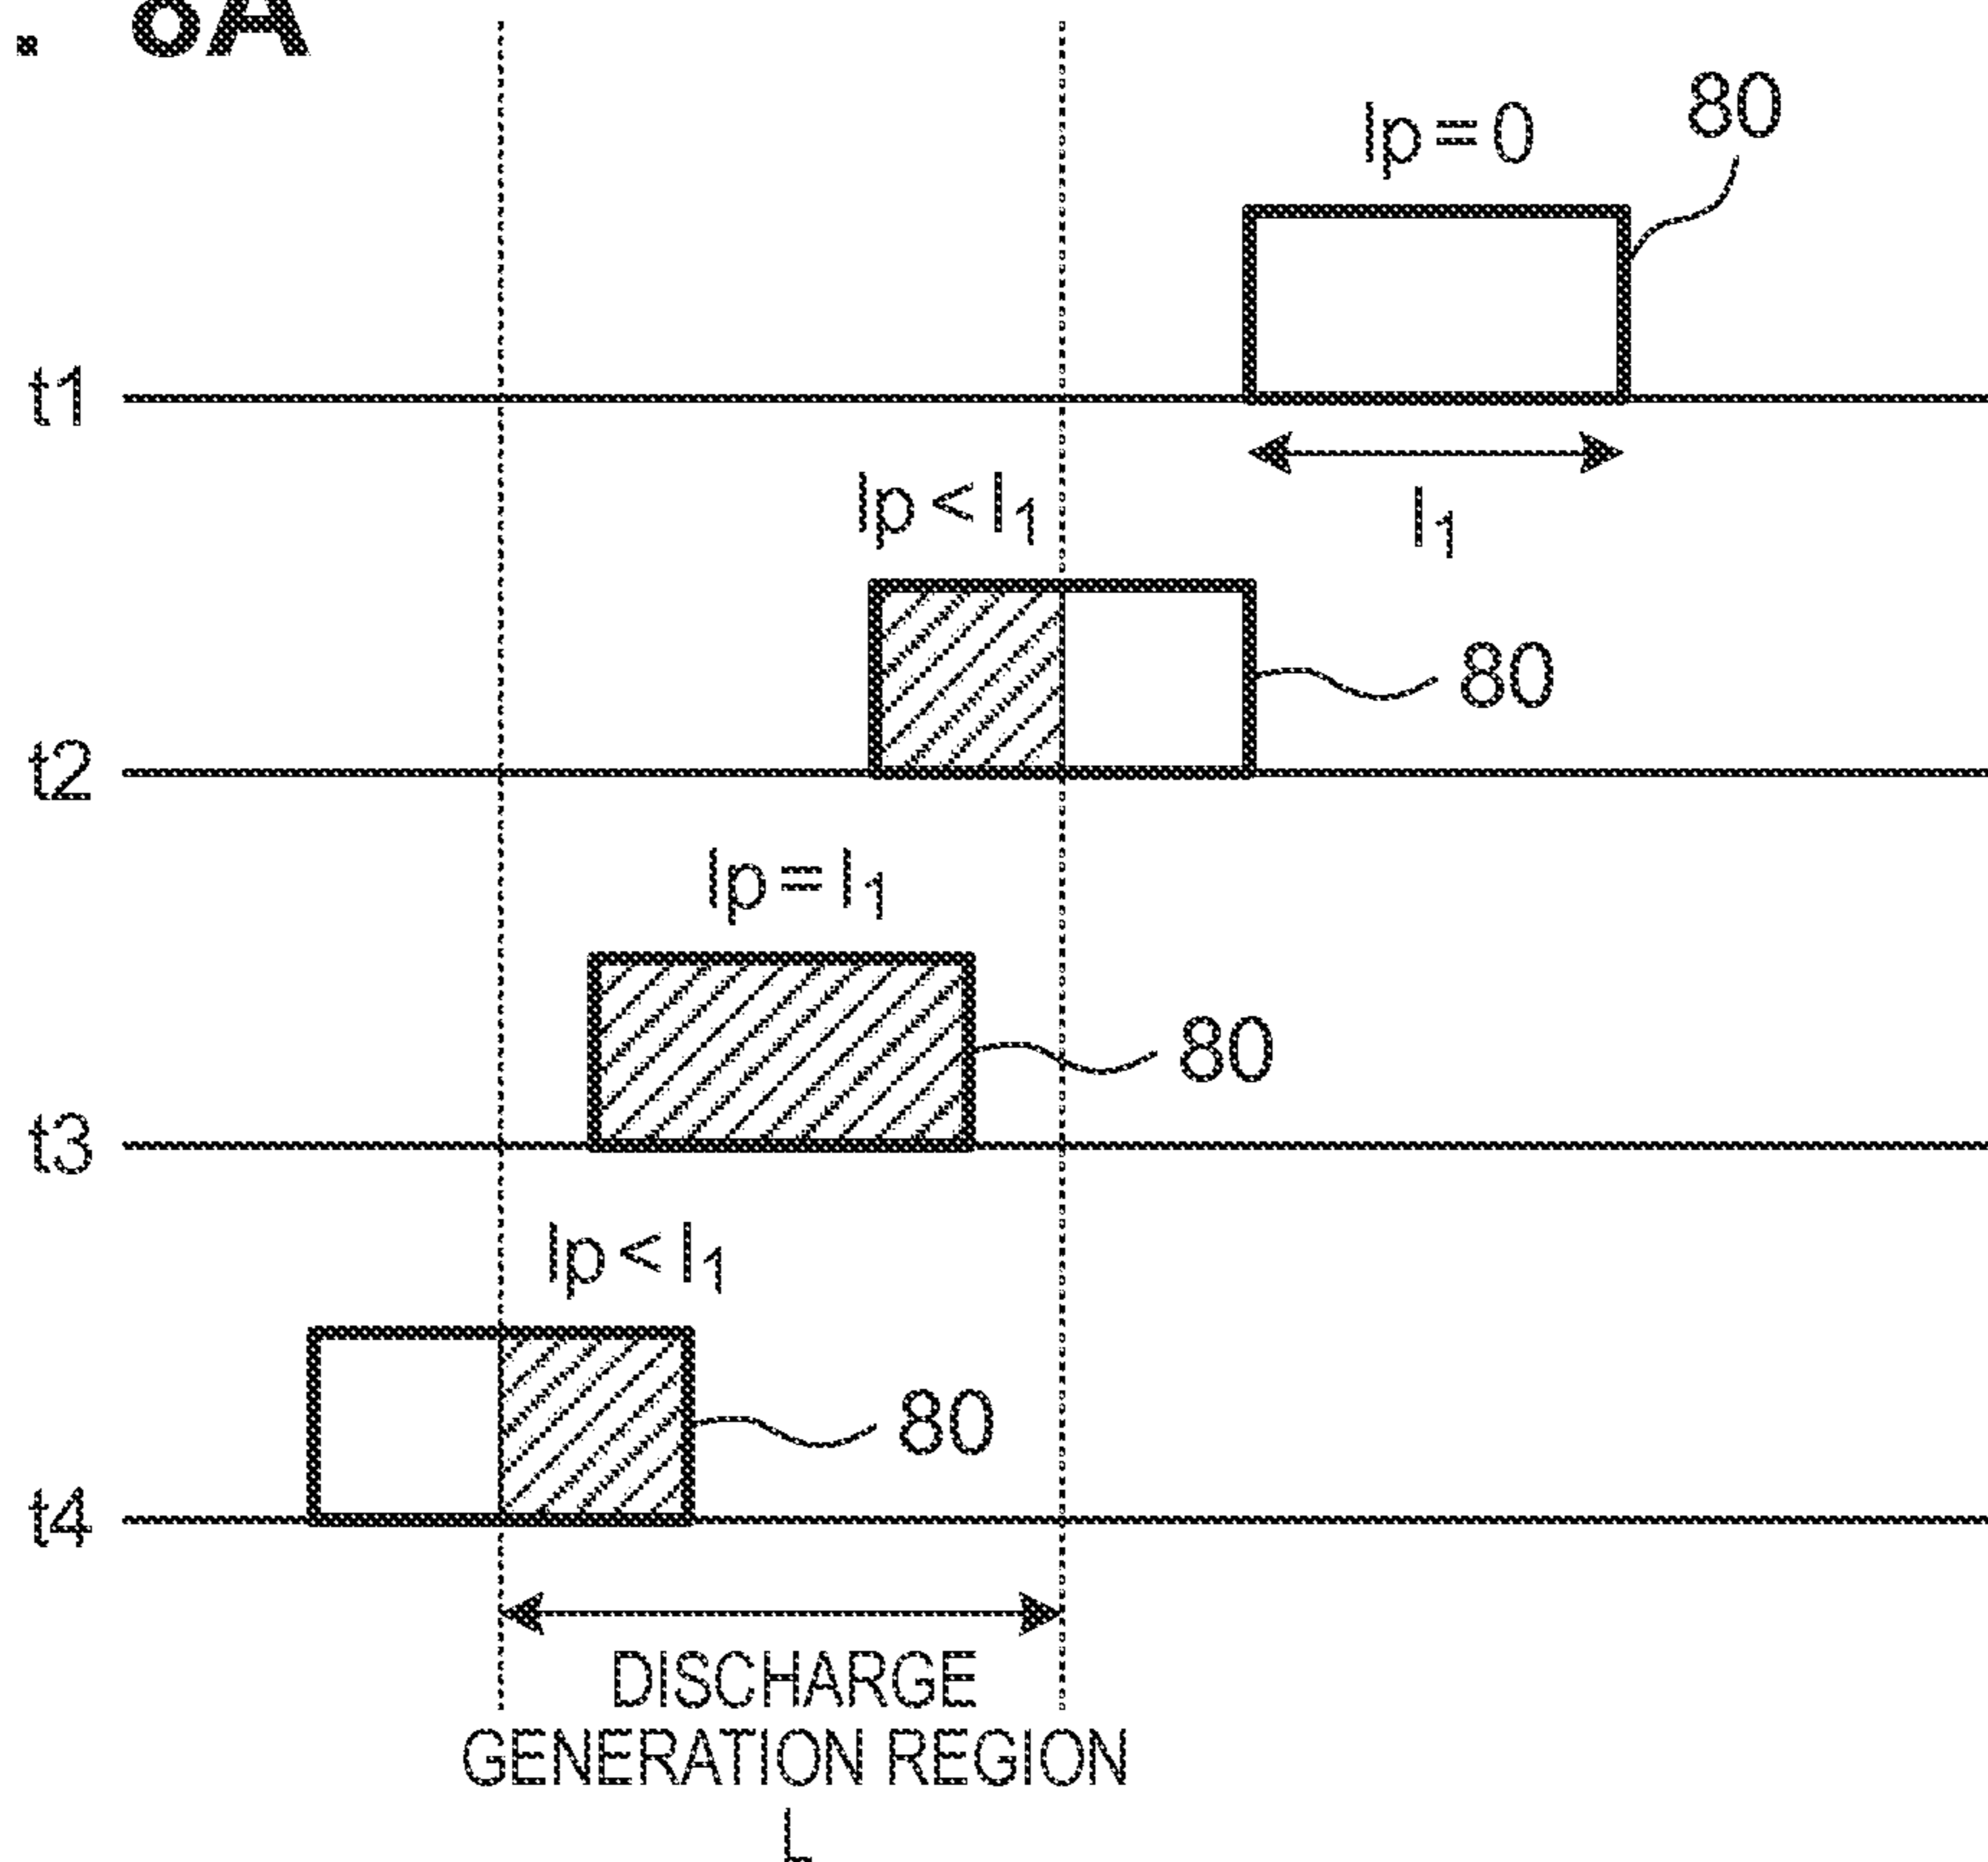 . 8A
lp=0
80
t1
l₁
lp<l₁
80
t2
lp=l₁
80
t3
lp<l₁
80
t4
DISCHARGE
GENERATION REGION
L